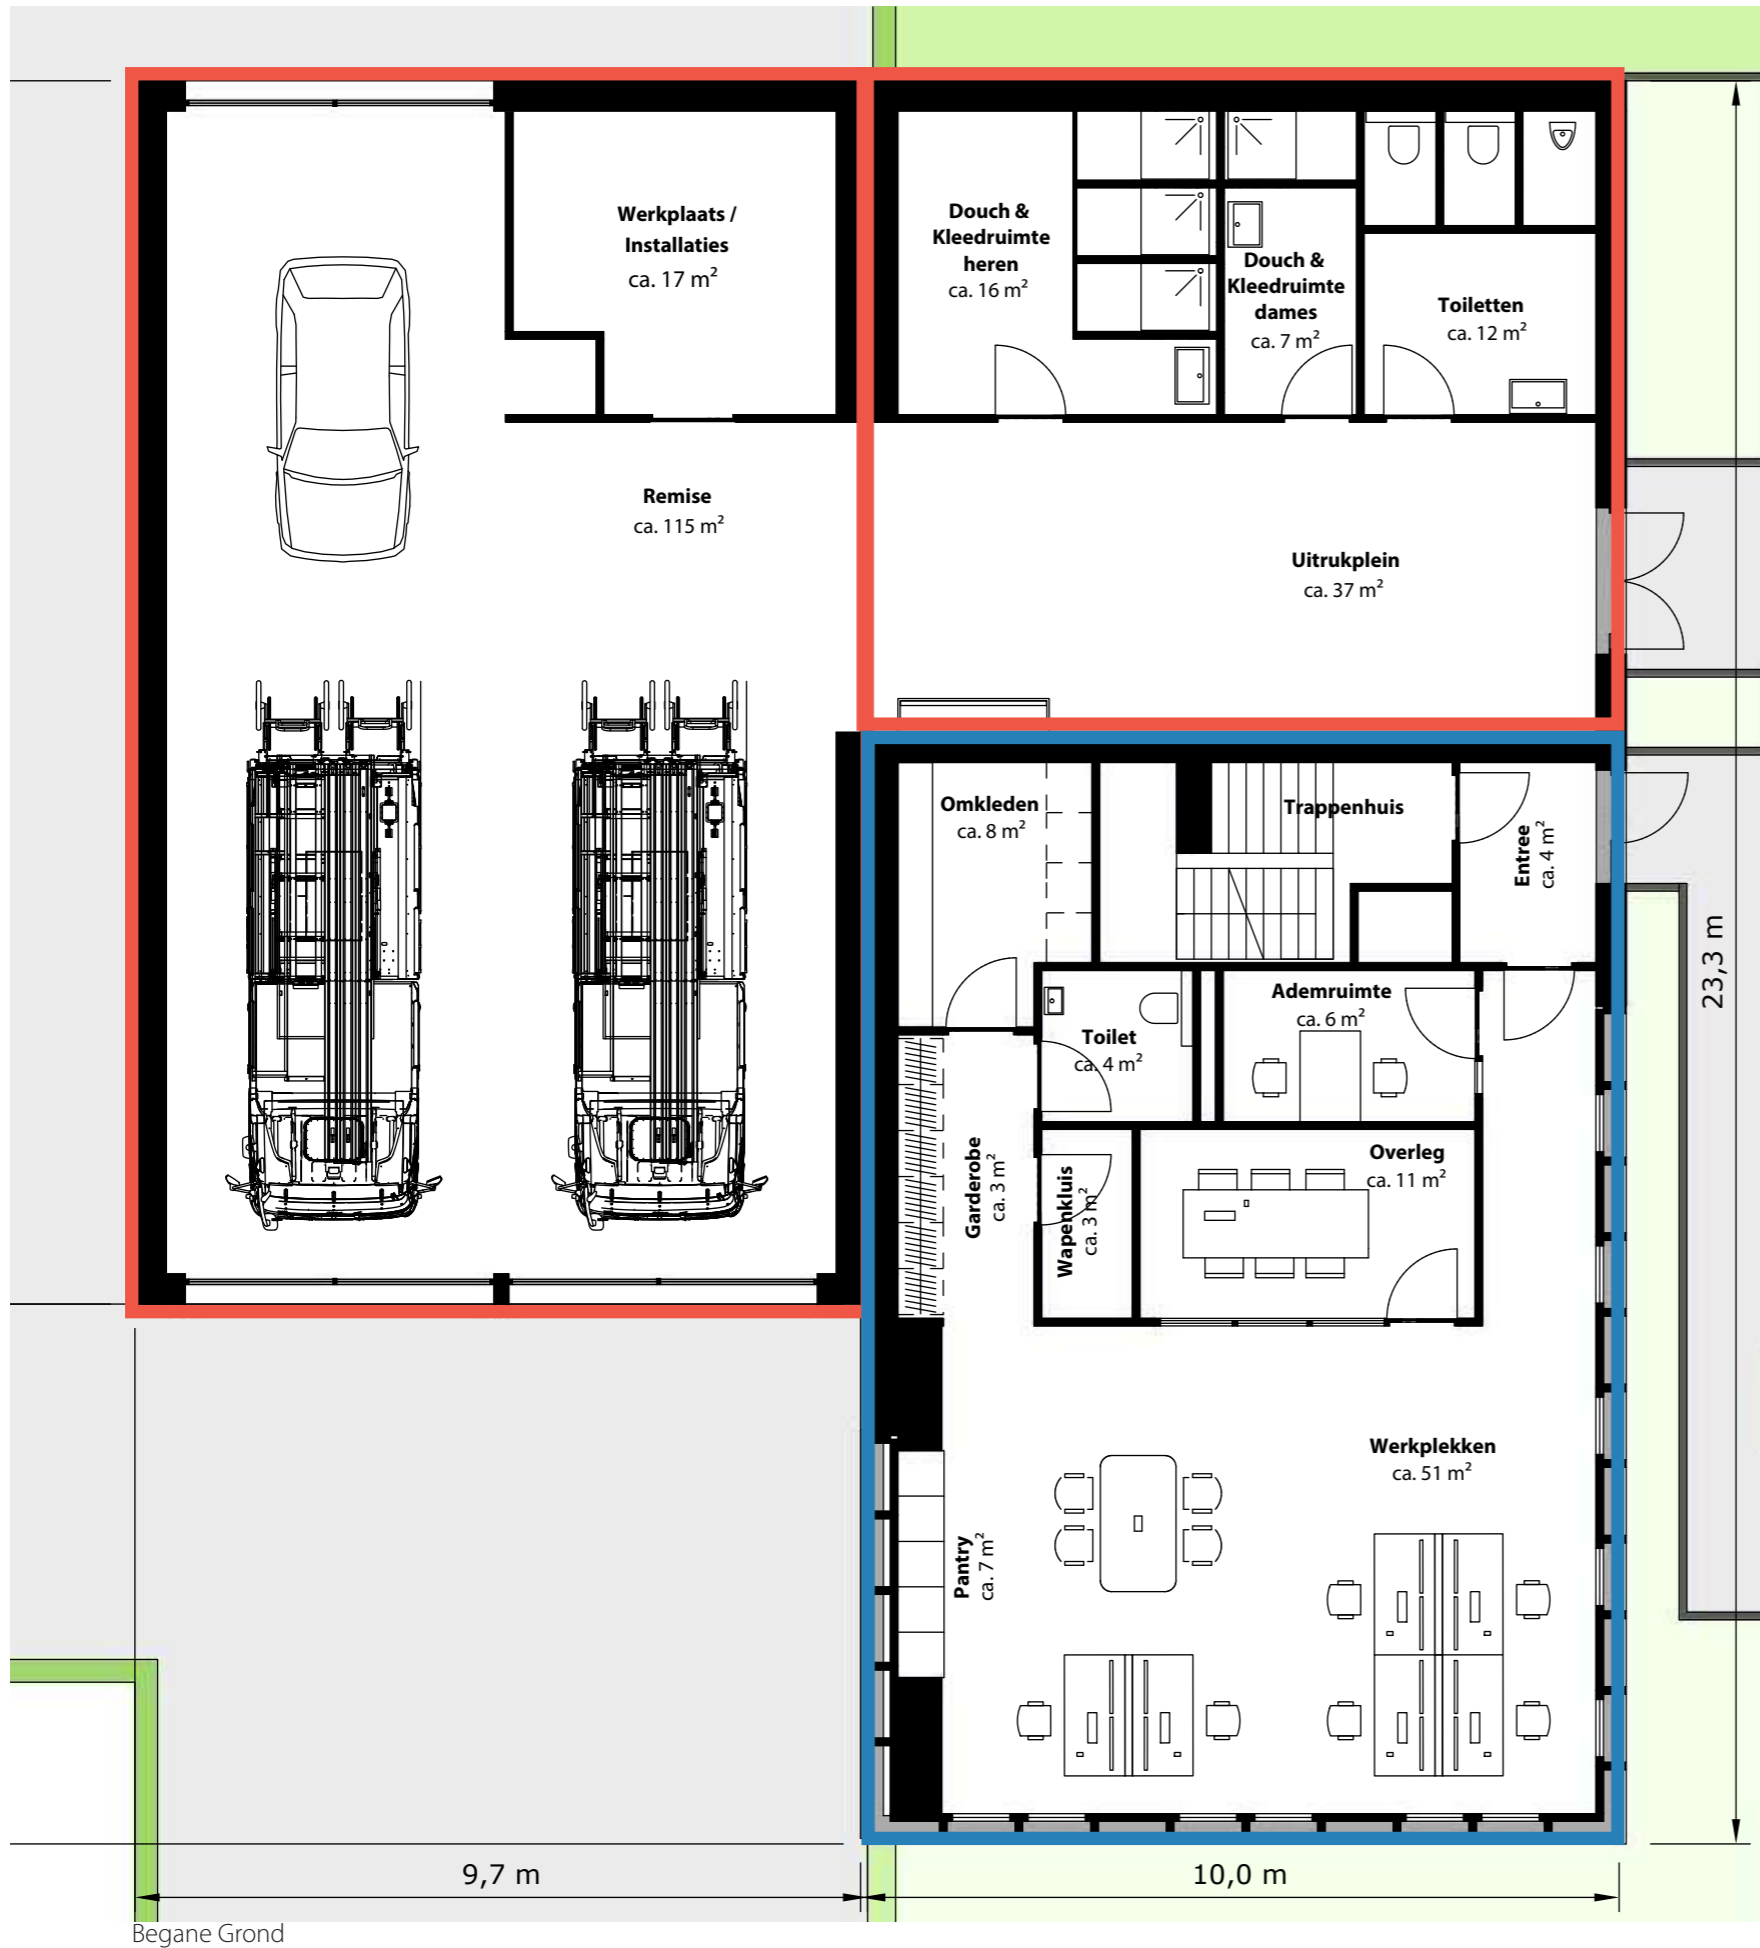 Werkplaats /
Installaties
ca. 17 m²
Douch &
Kleedruimte
heren
ca. 16 m²
Douch &
Kleedruimte
dames
ca. 7 m²
Toiletten
ca. 12 m²
Remise
ca. 115 m²
Uitrukplein
ca. 37 m²
Omkleden
ca. 8 m²
Trappenhuis
Entree
ca. 4 m²
23,3 m
Ademruimte
ca. 6 m²
Toilet
ca. 4 m²
Garderobe
ca. 3 m²
Wapenkluis
ca. 3 m²
Overleg
ca. 11 m²
Werkplekken
ca. 51 m²
Pantry
ca. 7 m²
9,7 m
10,0 m
Begane Grond